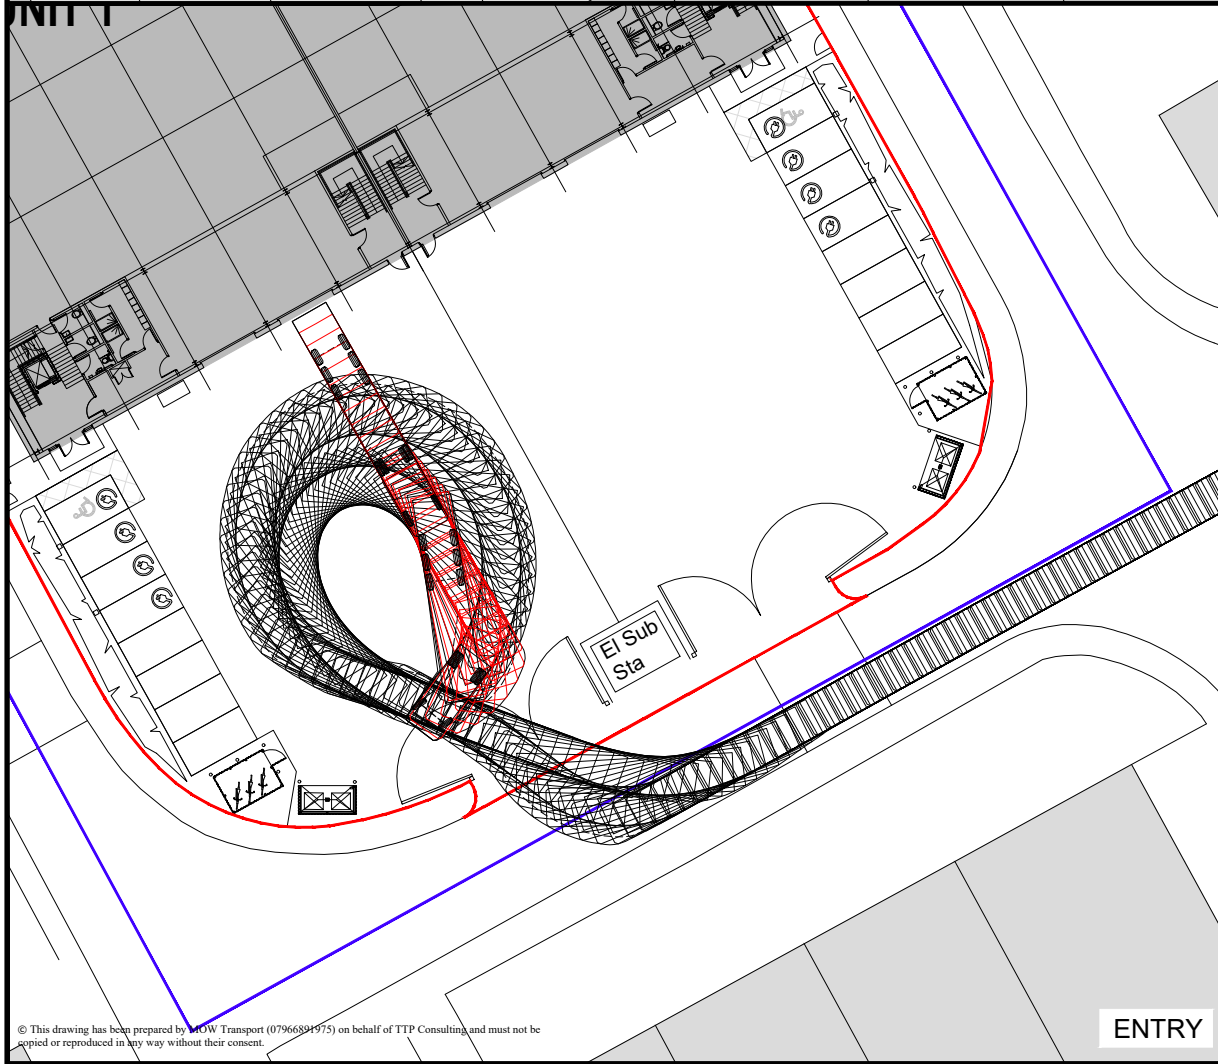 UNIT 1
El Sub
Sta
© This drawing has been prepared by MOW Transport (07966891975) on behalf of TTP Consulting and must not be
copied or reproduced in any way without their consent.
ENTRY